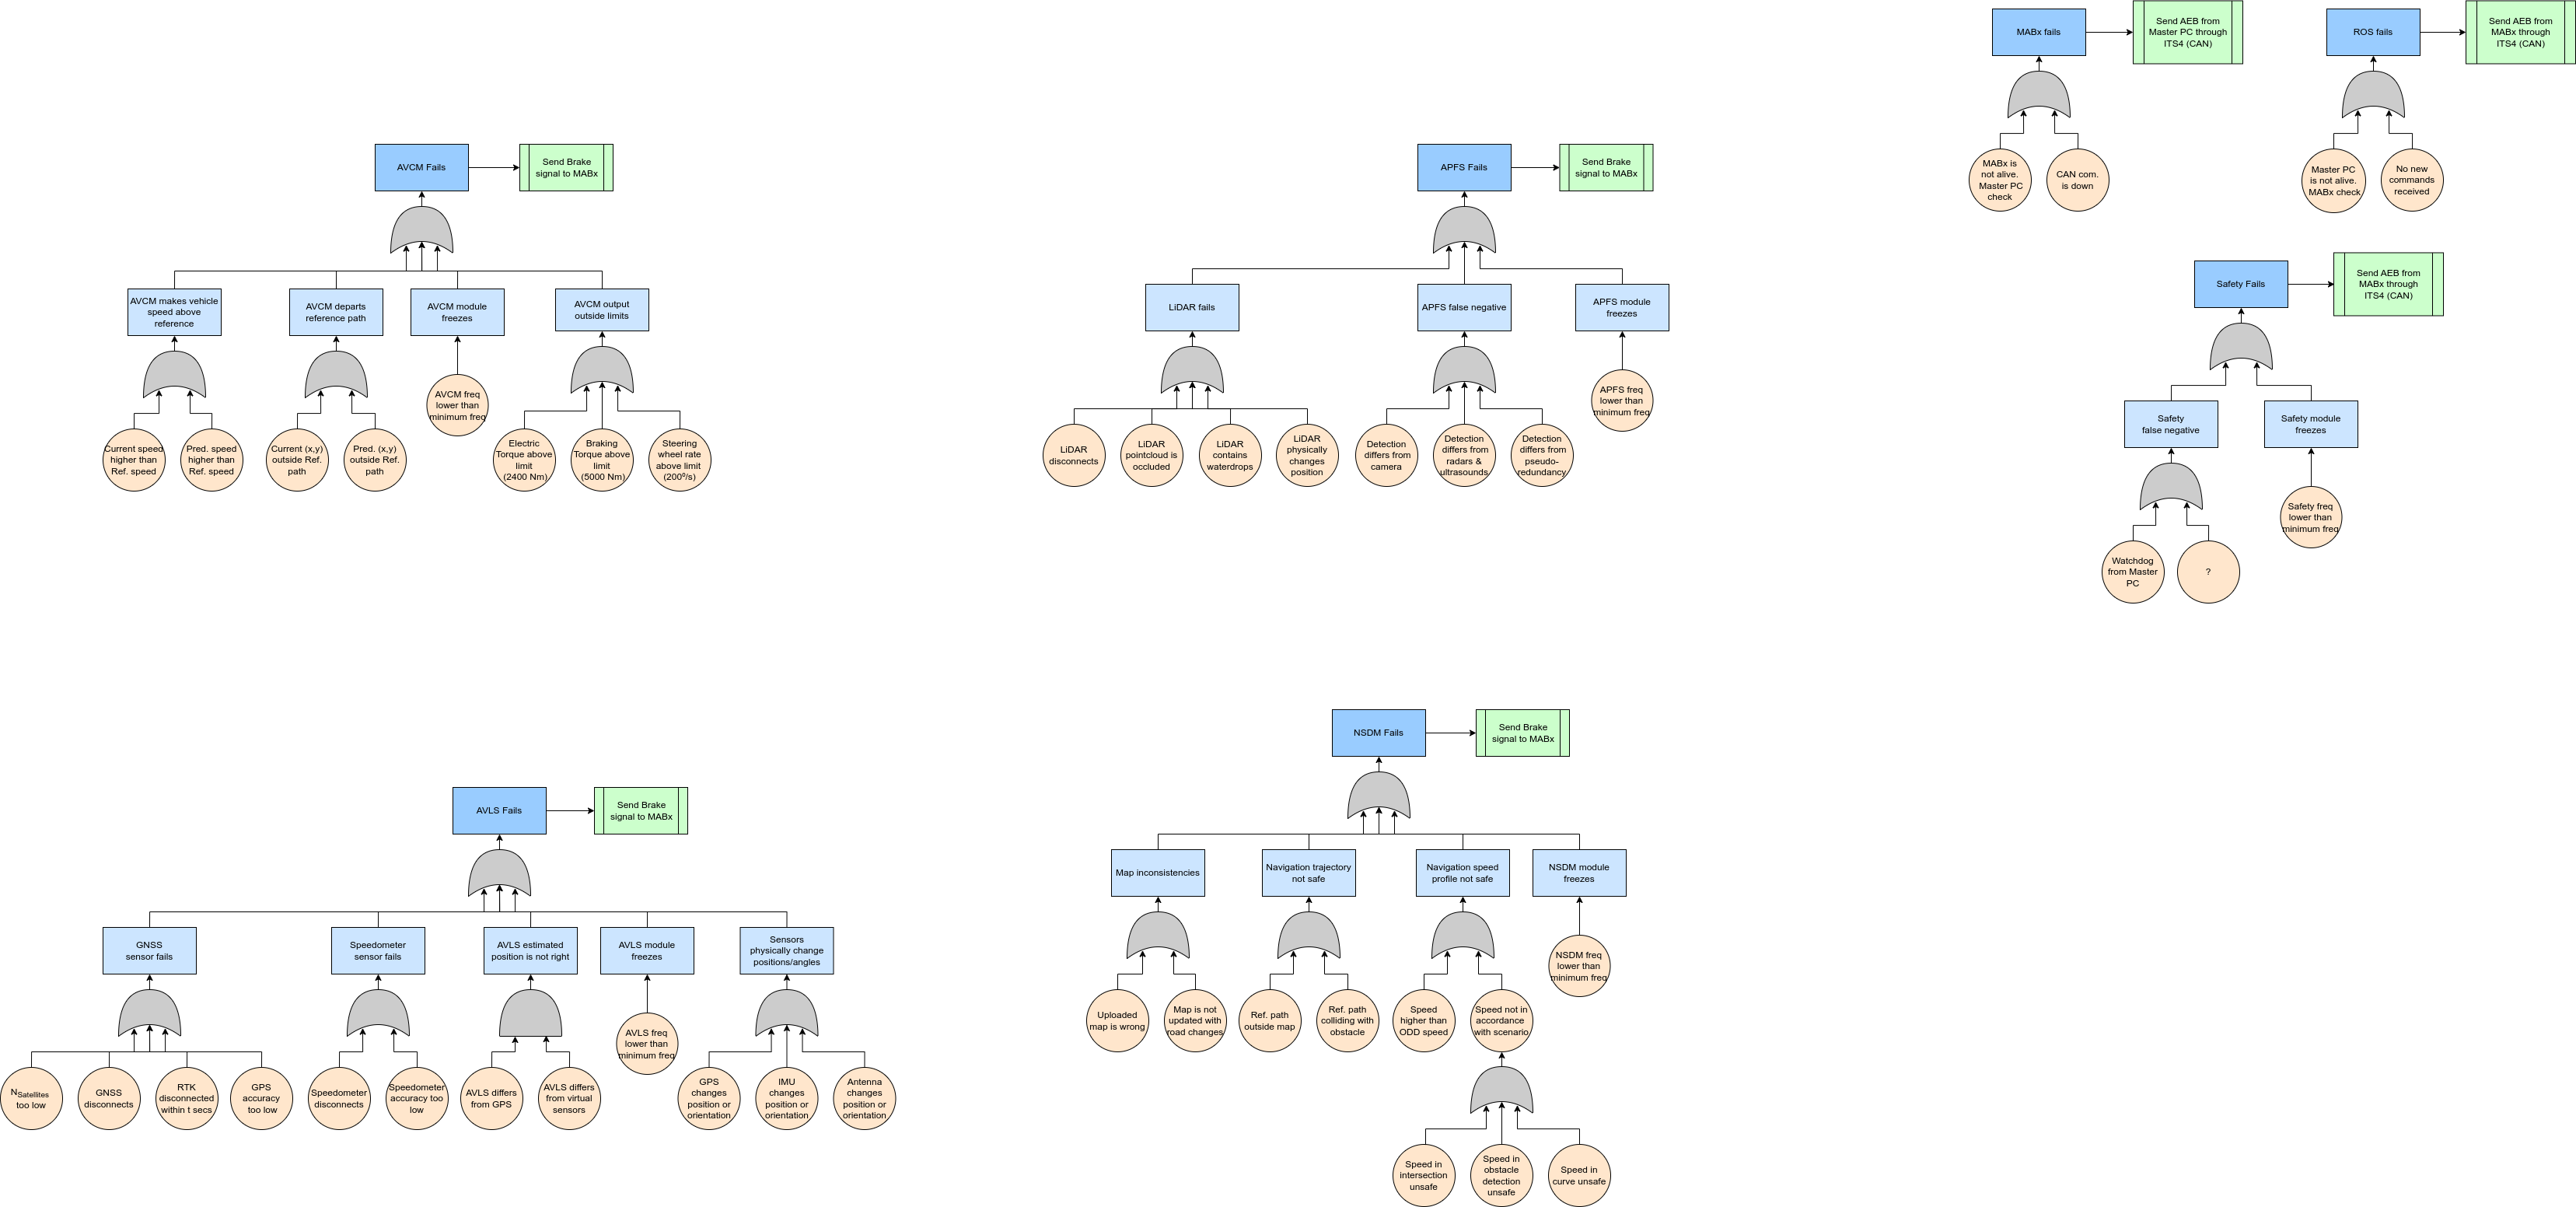 MABx fails
Send AEB from
Master PC through
ITS4 (CAN)
ROS fails
Send AEB from
MABx through
ITS4 (CAN)
MABx is
not alive.
Master PC
check
CAN com.
is down
Master PC
is not alive.
MABx check
No new
commands
received
AVCM Fails
Send Brake
signal to MABx
AVCM makes vehicle
speed above
reference
AVCM departs
reference path
AVCM module
freezes
AVCM output
outside limits
Current speed
higher than
Ref. speed
Pred. speed
higher than
Ref. speed
Current (x,y)
outside Ref.
path
Pred. (x,y)
outside Ref.
path
AVCM freq
lower than
minimum freq
Electric
Torque above
limit
(2400 Nm)
Braking
Torque above
limit
(5000 Nm)
Steering
wheel rate
above limit
(200º/s)
APFS Fails
Send Brake
signal to MABx
LiDAR fails
APFS false negative
APFS module
freezes
LiDAR
disconnects
LiDAR
pointcloud is
occluded
LiDAR
contains
waterdrops
LiDAR
physically
changes
position
Detection
differs from
camera
Detection
differs from
radars &
ultrasounds
Detection
differs from
pseudo-
redundancy
APFS freq
lower than
minimum freq
Safety Fails
Send AEB from
MABx through
ITS4 (CAN)
Safety
false negative
Safety module
freezes
Watchdog
from Master
PC
?
Safety freq
lower than
minimum freq
AVLS Fails
Send Brake
signal to MABx
GNSS
sensor fails
Speedometer
sensor fails
AVLS estimated
position is not right
AVLS module
freezes
Sensors
physically change
positions/angles
NSatellites
too low
GNSS
disconnects
RTK
disconnected
within t secs
GPS
accuracy
too low
Speedometer
disconnects
Speedometer
accuracy too
low
AVLS differs
from GPS
AVLS differs
from virtual
sensors
AVLS freq
lower than
minimum freq
GPS
changes
position or
orientation
IMU
changes
position or
orientation
Antenna
changes
position or
orientation
NSDM Fails
Send Brake
signal to MABx
Map inconsistencies
Navigation trajectory
not safe
Navigation speed
profile not safe
NSDM module
freezes
Uploaded
map is wrong
Map is not
updated with
road changes
Ref. path
outside map
Ref. path
colliding with
obstacle
Speed
higher than
ODD speed
Speed not in
accordance
with scenario
NSDM freq
lower than
minimum freq
Speed in
intersection
unsafe
Speed in
obstacle
detection
unsafe
Speed in
curve unsafe